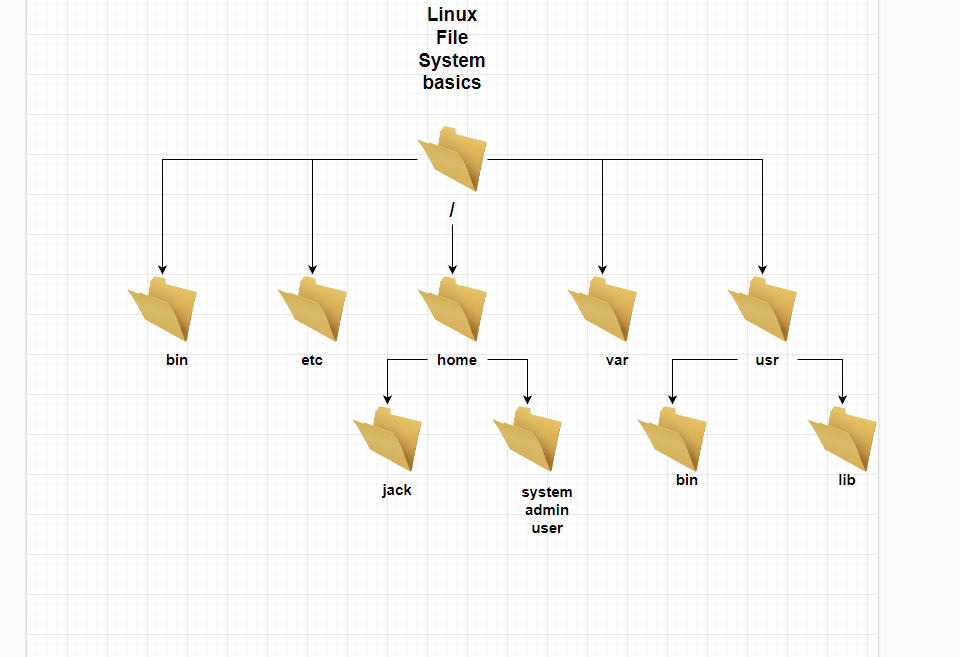 Linux
File
System
basics
/
bin
etc
home
var
usr
jack
system
admin
user
bin
lib